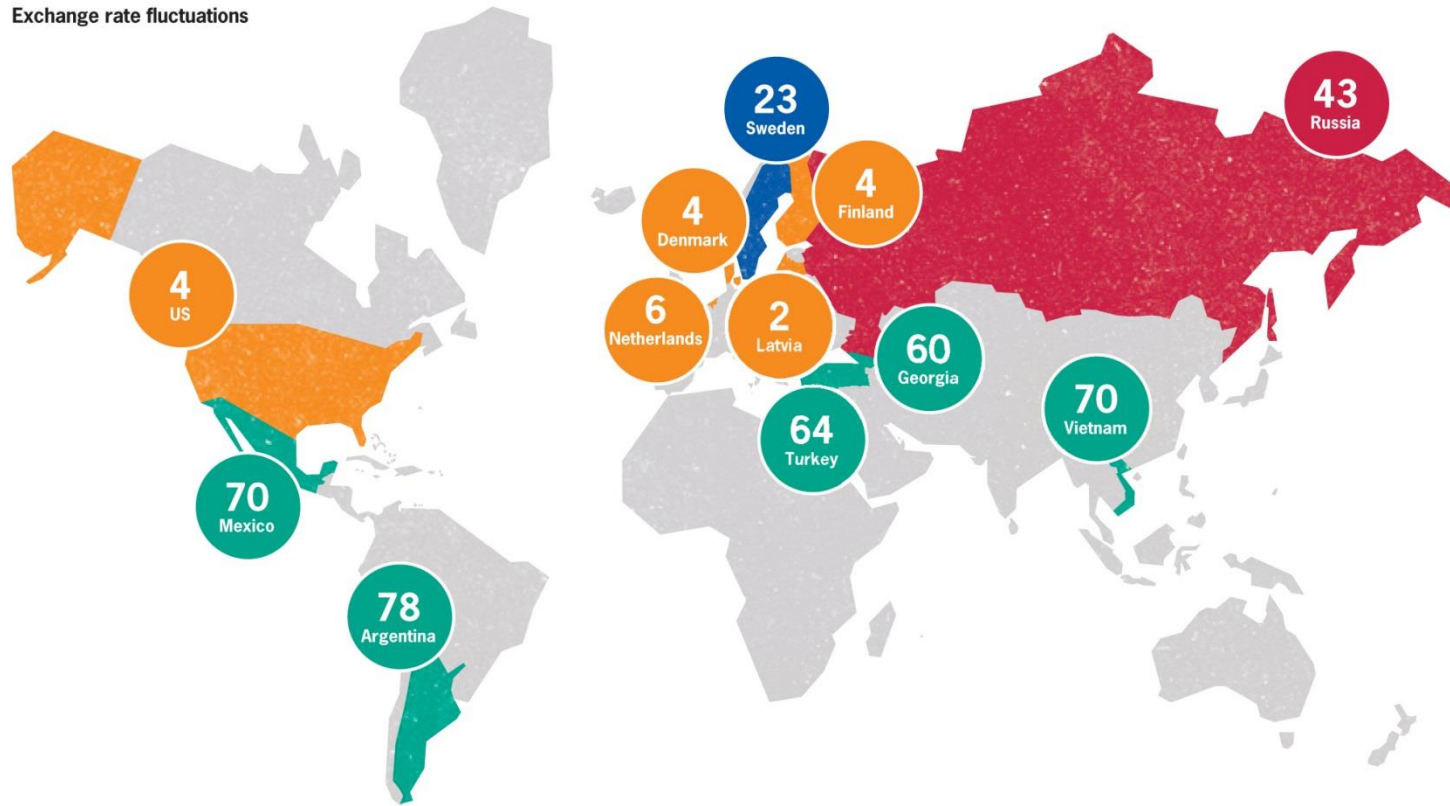 Exchange rate fluctuations
23
Sweden
43
Russia
4
Finland
4
Denmark
4
US
6
Netherlands
2
Latvia
60
Georgia
70
Vietnam
64
Turkey
70
Mexico
78
Argentina